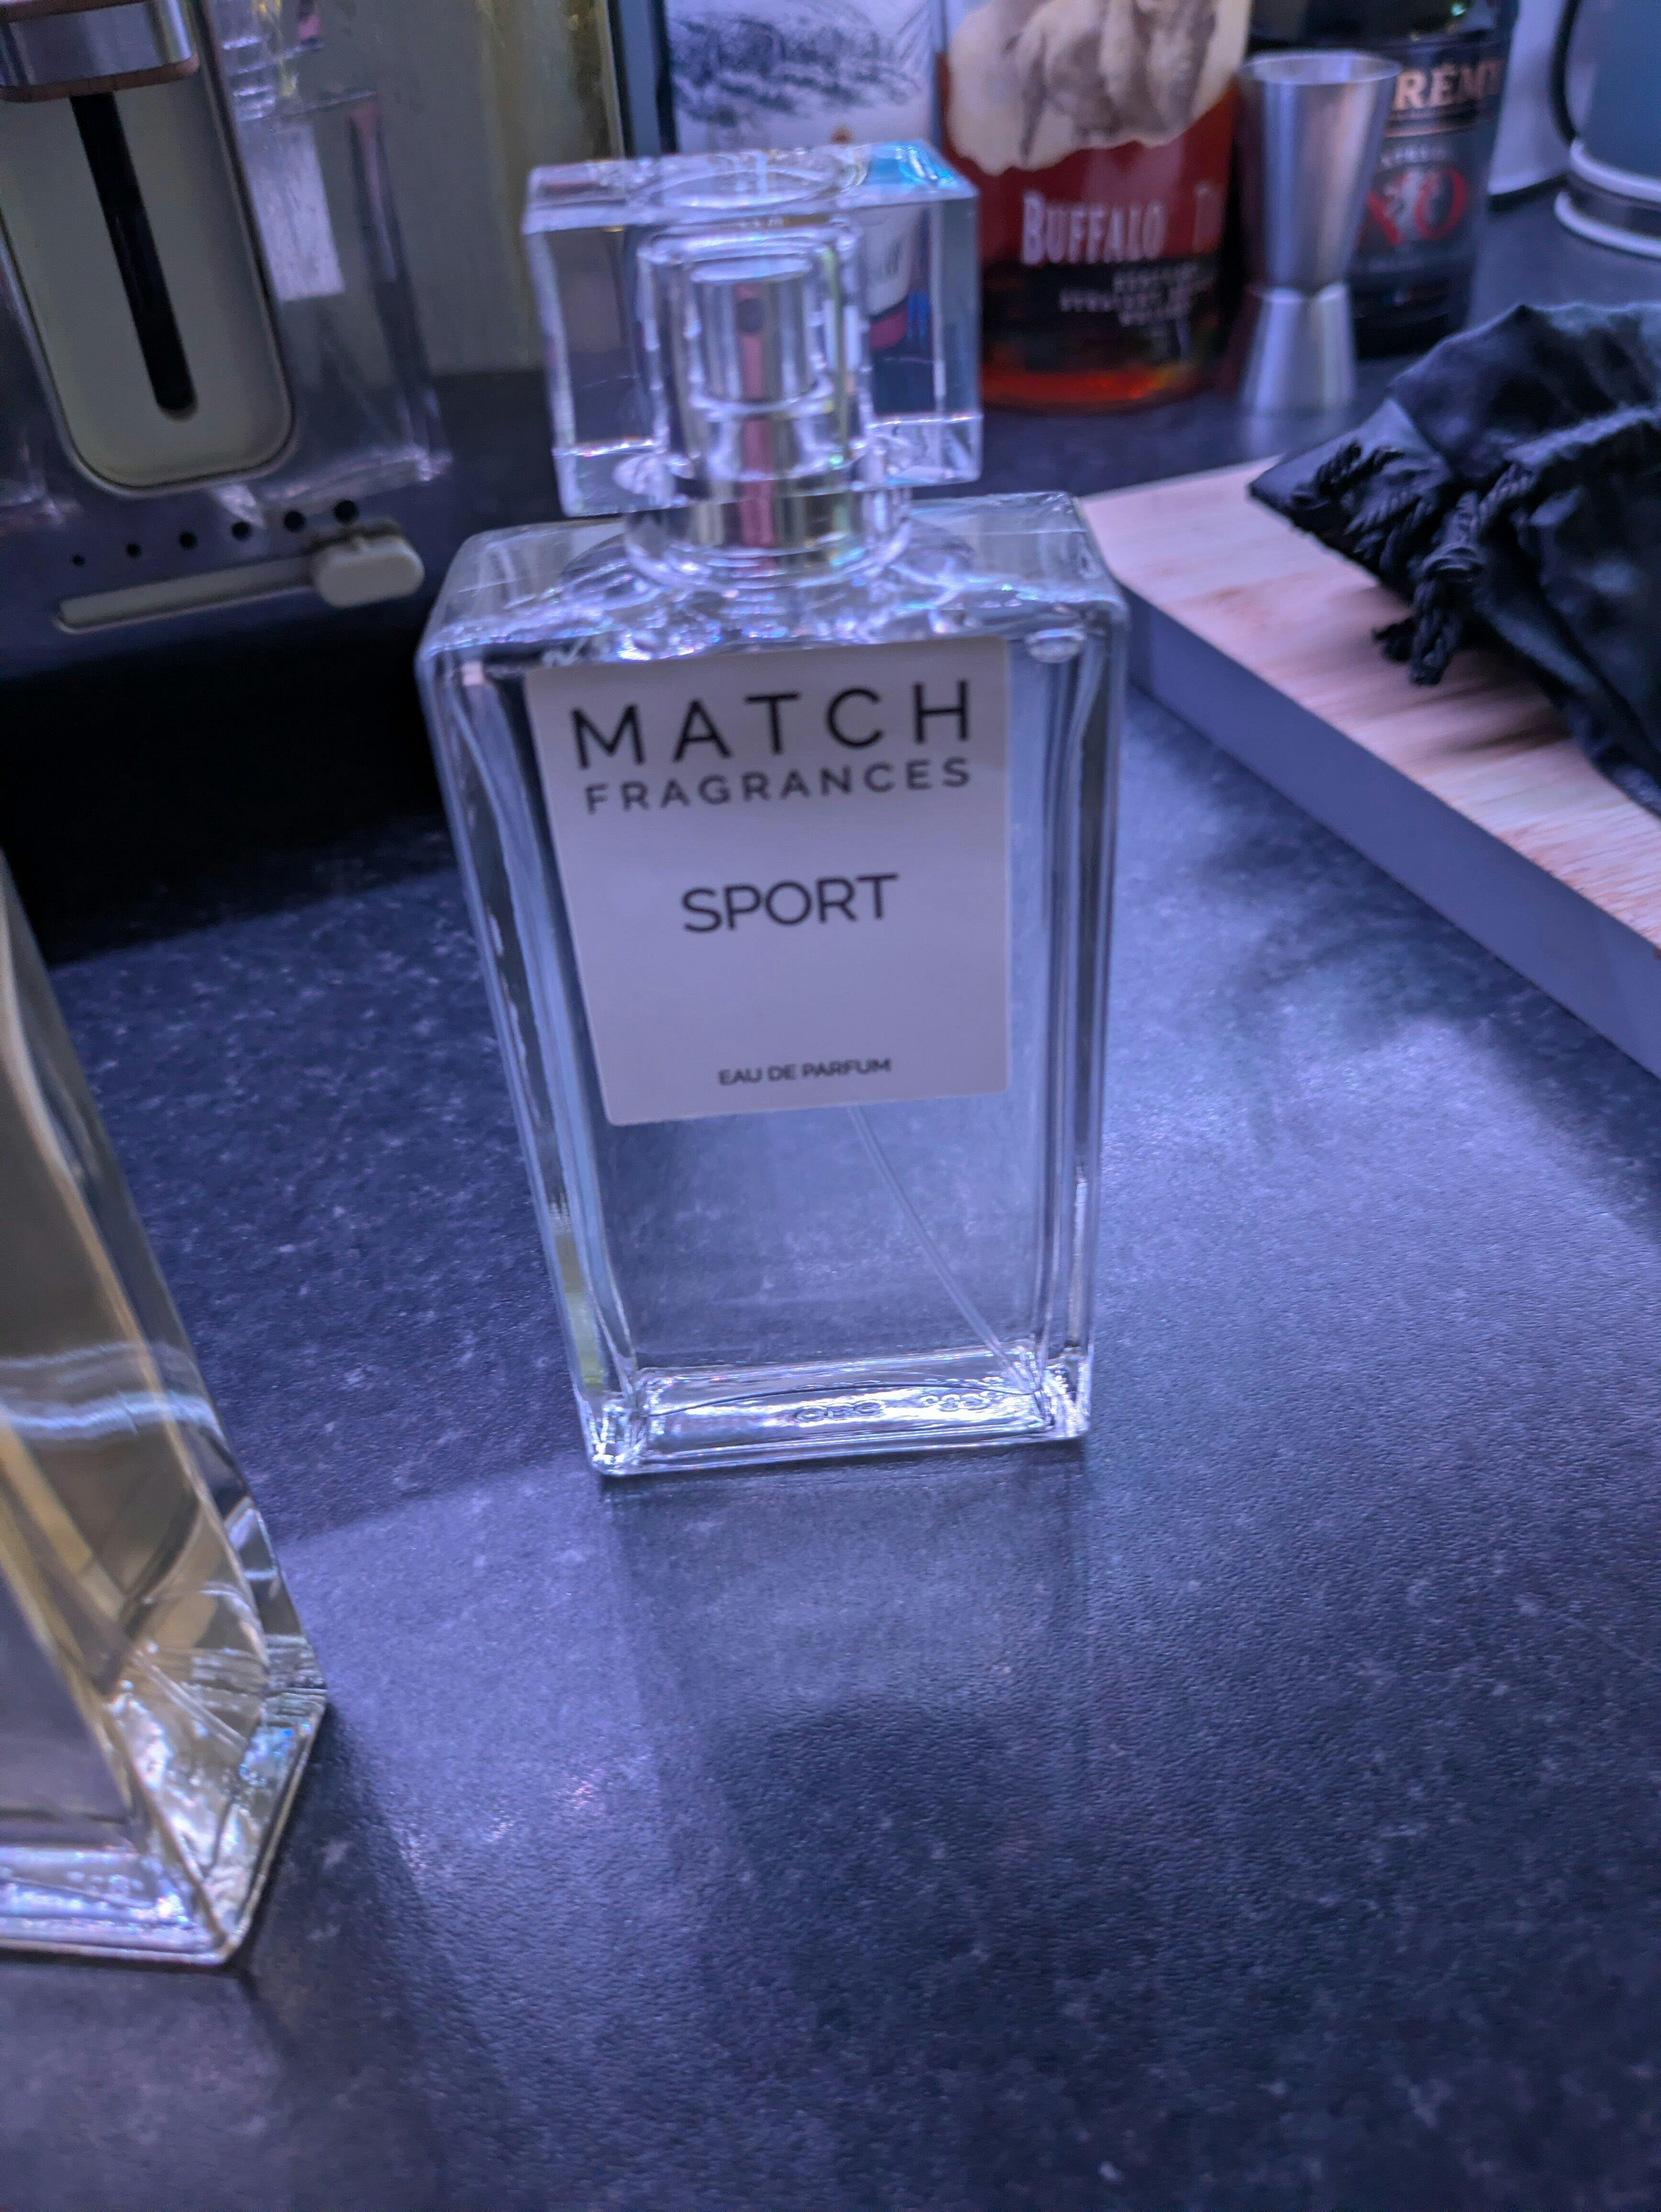 BUFFALO
MATCH
FRAGRANCES
SPORT
EAU DE PARFUM